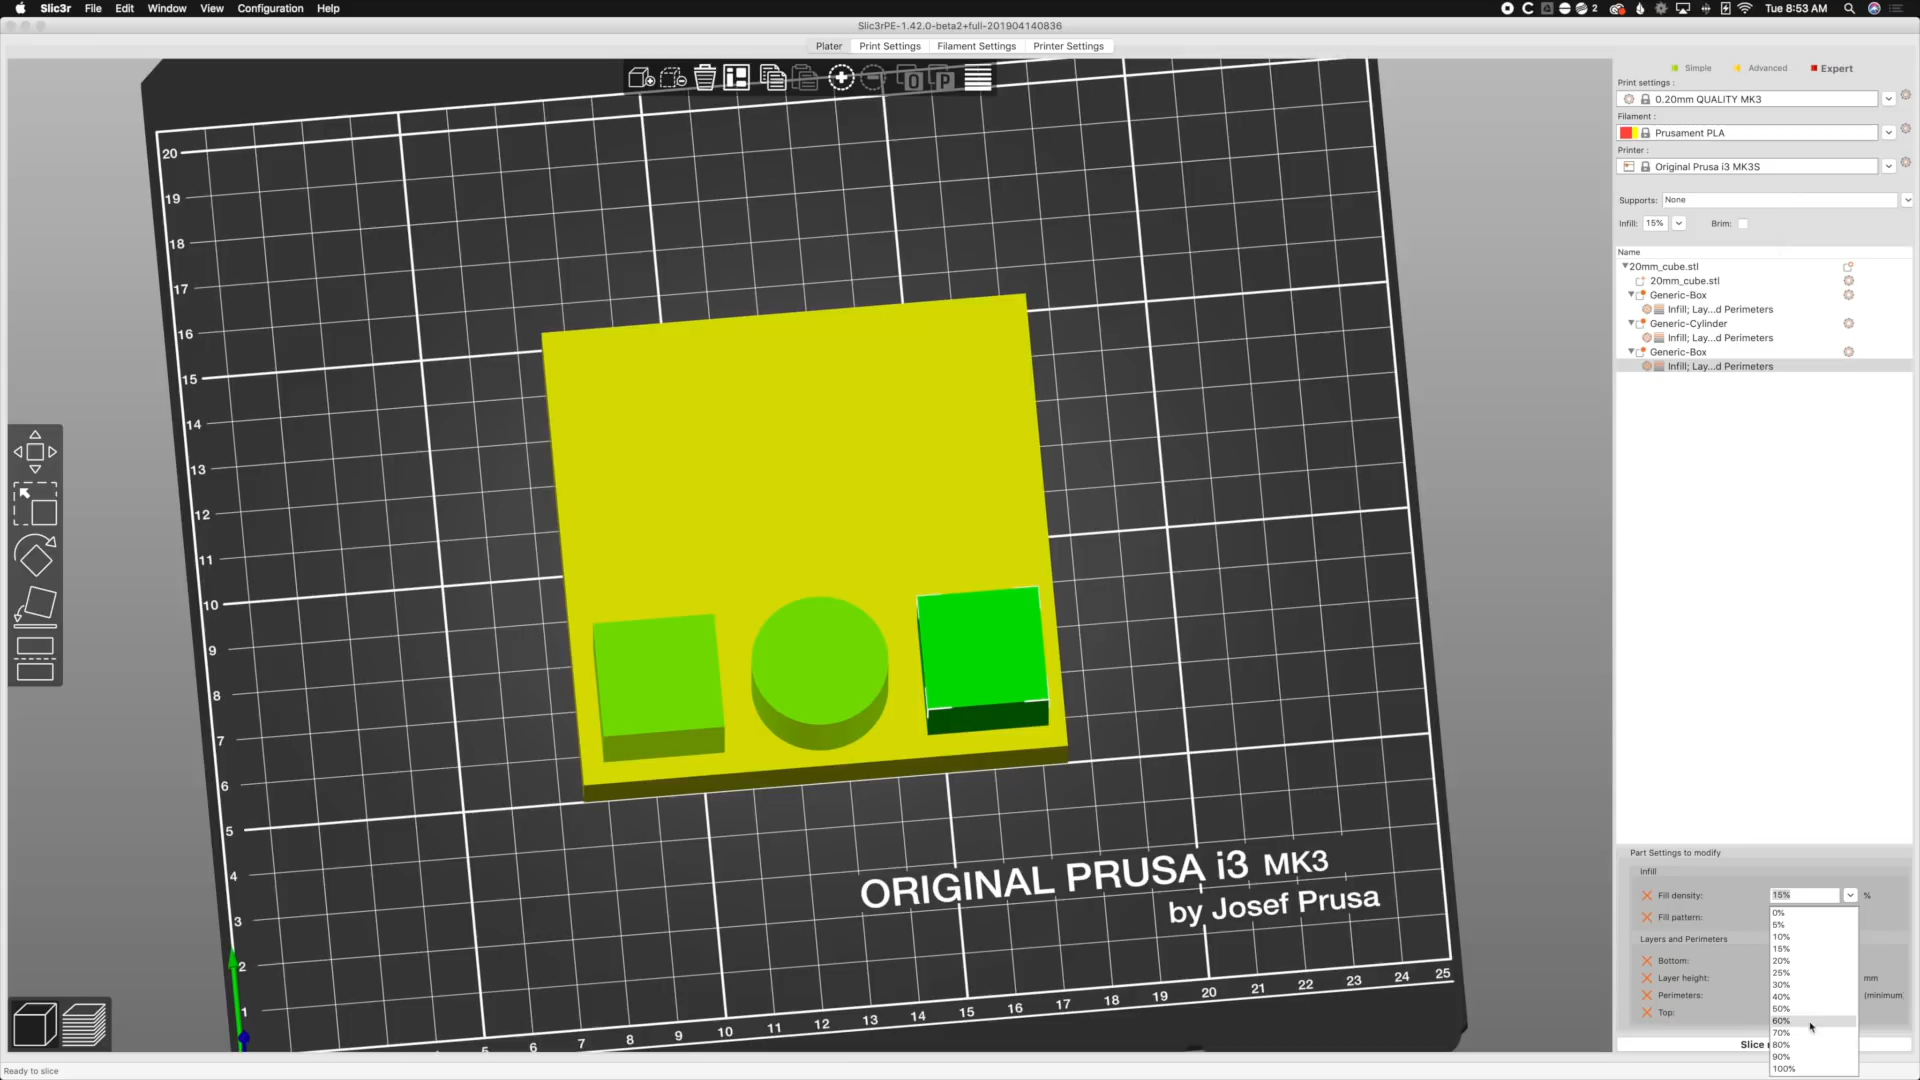 Slic3r File Edit Window View Configuration Help
2 Tue 8:53 AM
Slic3rPE-1.42.0-beta2+full-201904140836
Plater Print Settings Filament Settings Printer Settings
Simple Advanced Expert
Print settings :
0.20mm QUALITY MK3
Filament :
Prusament PLA
Printer :
Original Prusa i3 MK3S
Supports: None
Infill: 15% Brim:
Name
20mm_cube.stl
20mm_cube.stl
Generic-Box
Infill; Lay...d Perimeters
Generic-Cylinder
Infill; Lay...d Perimeters
Generic-Box
Infill; Lay...d Perimeters
O P
20
19
18
17
16
15
14
13
12
11
10
9
8
7
6
5
4
3
2
1
ORIGINAL PRUSA i3 MK3
by Josef Prusa
5 6 7 8 9 10 11 12 13 14 15 16 17 18 19 20 21 22 23 24 25
Part Settings to modify
Infill
Fill density: 15% %
Fill pattern:
Layers and Perimeters
Bottom:
Layer height: mm
Perimeters: (minimum)
Top:
0%
5%
10%
15%
20%
25%
30%
40%
50%
60%
70%
80%
90%
100%
Slice
Ready to slice